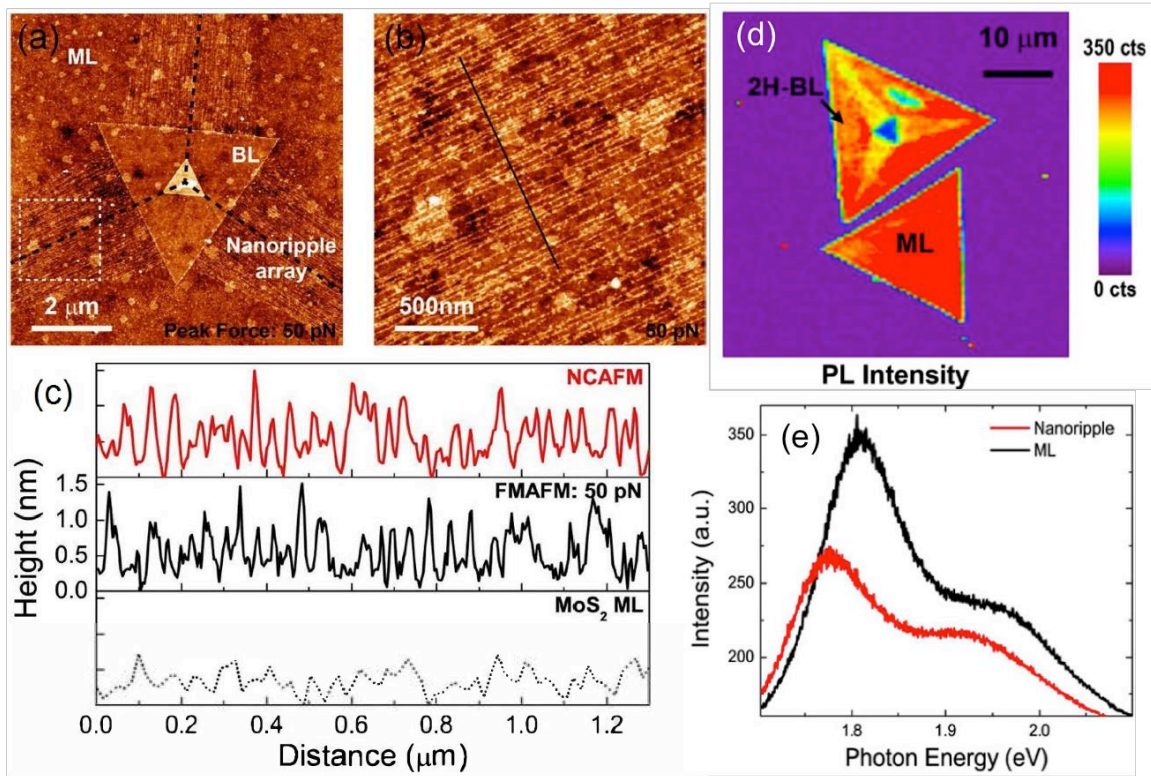 (a)
ML
BL
Nanoripple
array
2 μm
Peak Force: 50 pN
(b)
500nm
50 pN
(d)
10 μm
350 cts
2H-BL
ML
0 cts
PL Intensity
(c)
NCAFM
FMAFM: 50 pN
MoS2 ML
Height (nm)
1.5
1.0
0.5
0.0
0.0 0.2 0.4 0.6 0.8 1.0 1.2
Distance (μm)
(e)
Nanoripple
ML
Intensity (a.u.)
350
300
250
200
1.8 1.9 2.0
Photon Energy (eV)